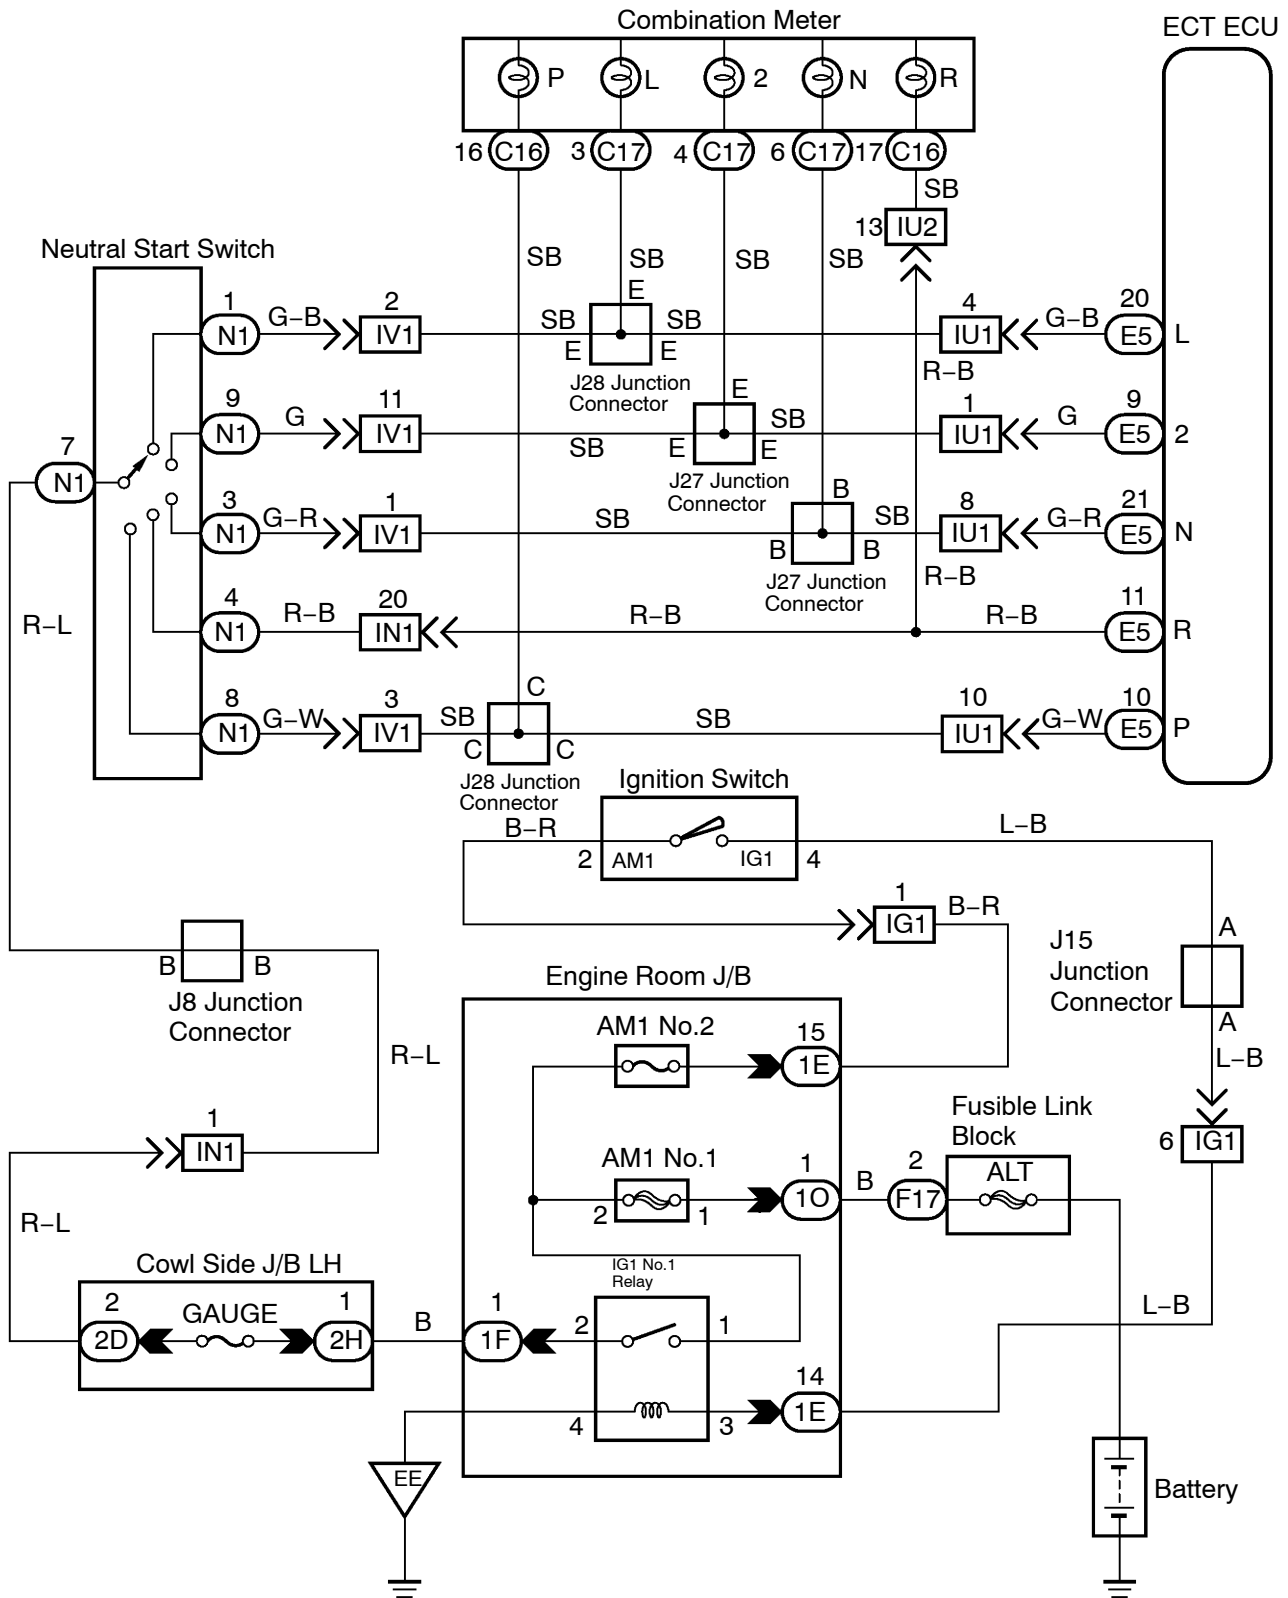 Combination Meter
ECT ECU
P L 2 N R
16 C16 3 C17 4 C17 6 C17 17 C16
SB
13 IU2
Neutral Start Switch
SB SB SB SB
E
1 2 4 20
N1 G–B IV1 SB SB IU1 G–B E5 L
E E
R–B
J28 Junction
Connector
9 11 E 1 9
N1 G IV1 SB SB IU1 G E5 2
E E
7
N1
J27 Junction
Connector
3 1 B 8 21
N1 G–R IV1 SB SB IU1 G–R E5 N
B B
J27 Junction
Connector
R–B
4 20 11
R–L N1 R–B IN1 R–B R–B E5 R
8 3 C 10 10
N1 G–W IV1 SB SB IU1 G–W E5 P
C C
J28 Junction
Connector
Ignition Switch
B–R L–B
2 AM1 IG1 4
1
IG1 B–R
A
J15
Junction
Connector
A
B B
J8 Junction
Connector
Engine Room J/B
R–L
AM1 No.2 15
1E
L–B
Fusible Link
Block
1
IN1
6 IG1
AM1 No.1 1 2 ALT
2 1 1O B F17
R–L
Cowl Side J/B LH
IG1 No.1
Relay
2 GAUGE 1 1 L–B
2D 2H B 1F 2 1
14
4 3 1E
EE
Battery